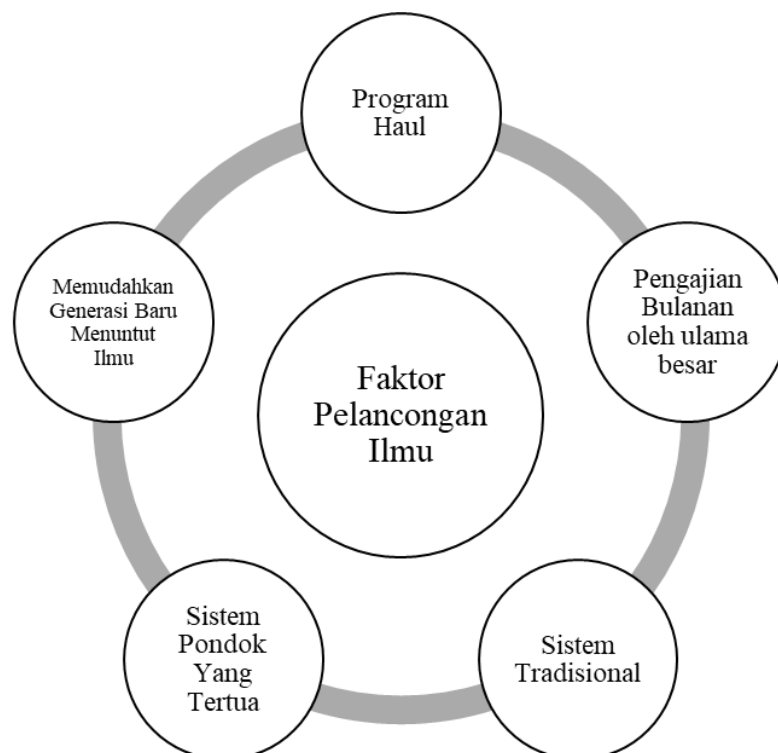 Program
Haul
Pengajian
Bulanan
oleh ulama
besar
Sistem
Tradisional
Sistem
Pondok
Yang
Tertua
Memudahkan
Generasi Baru
Menuntut
Ilmu
Faktor
Pelancongan
Ilmu